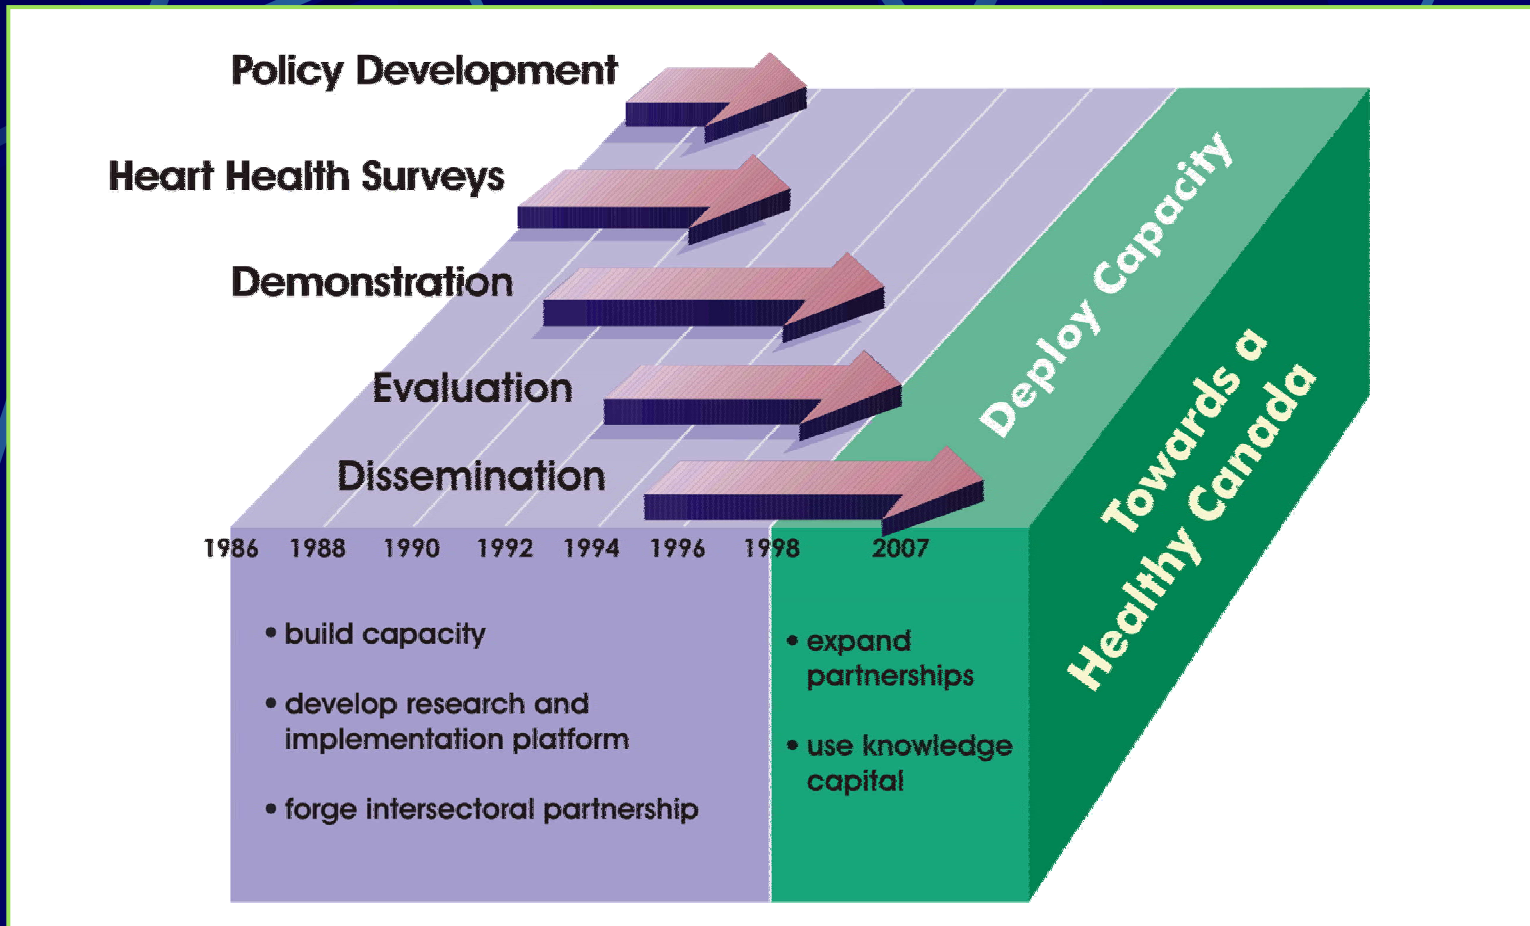 Policy Development
Heart Health Surveys
Demonstration
Evaluation
Dissemination
Deploy Capacity
Towards a
Healthy Canada
1986 1988 1990 1992 1994 1996 1998 2007
• build capacity
• develop research and
implementation platform
• forge intersectoral partnership
• expand
partnerships
• use knowledge
capital